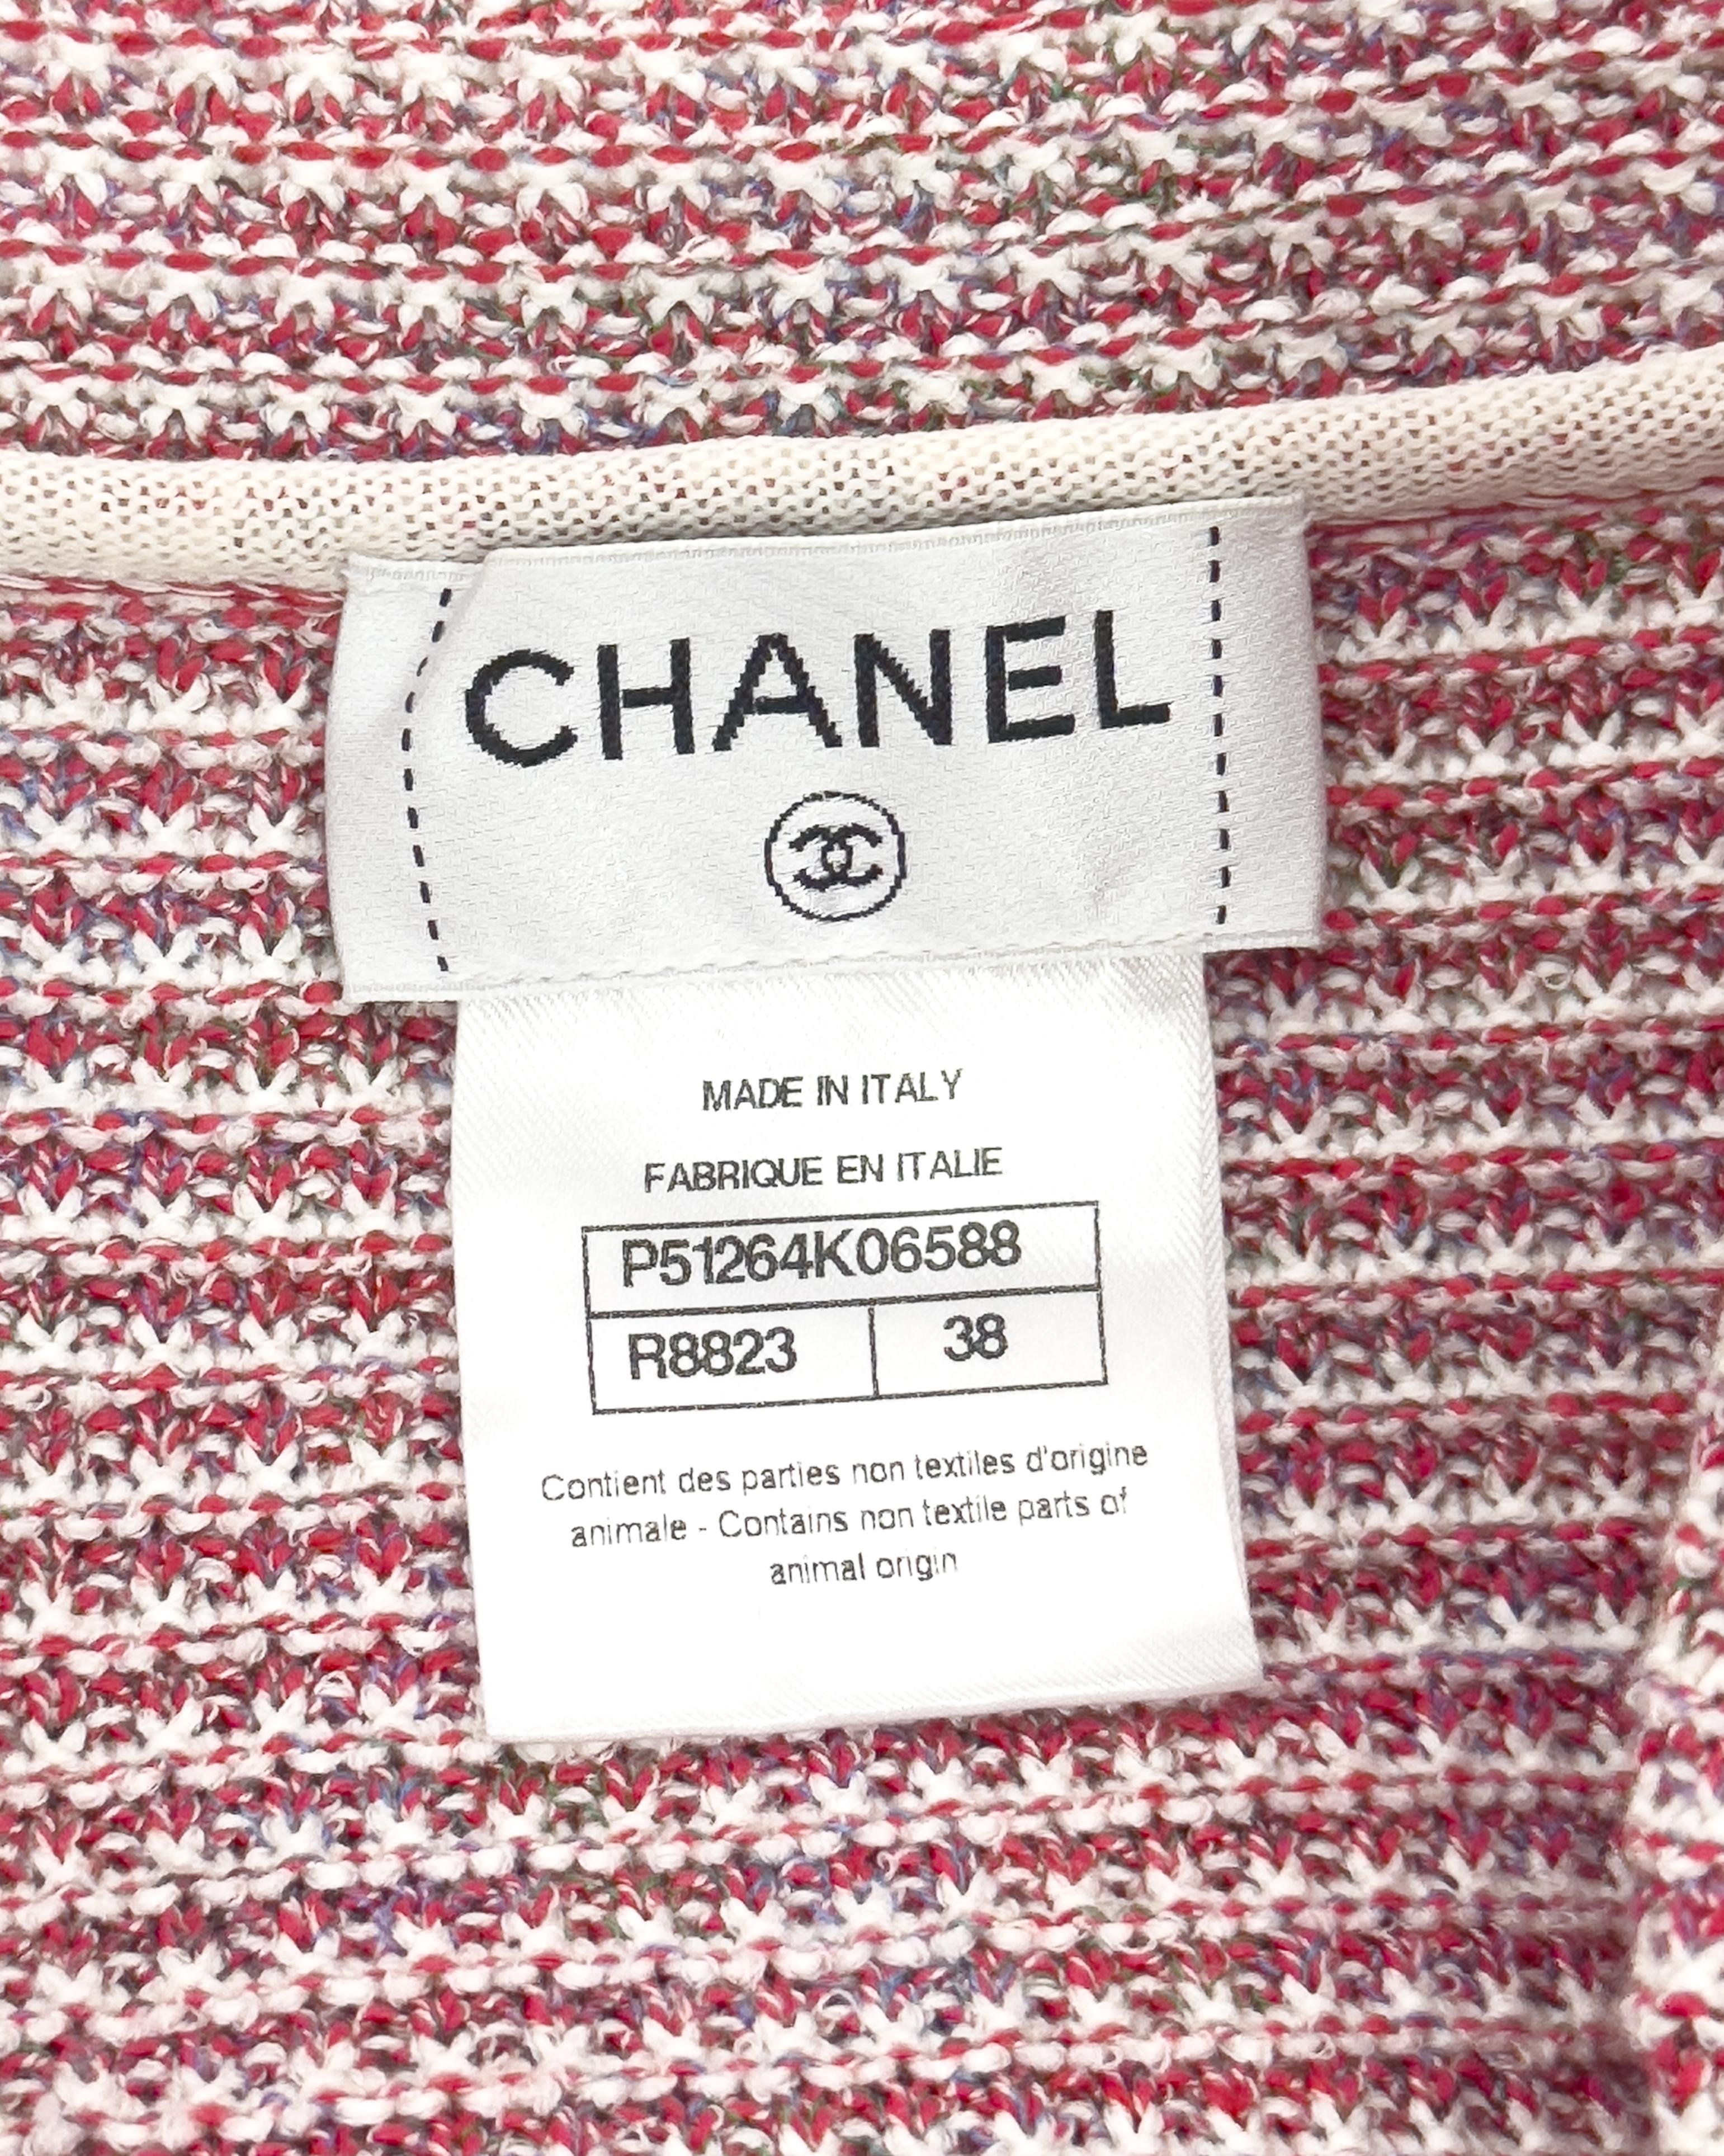 CHANEL
MADE IN ITALY
FABRIQUE EN ITALIE
P51264K06588
R8823 38
Contient des parties non textiles d'origine
animale - Contains non textile parts of
animal origin